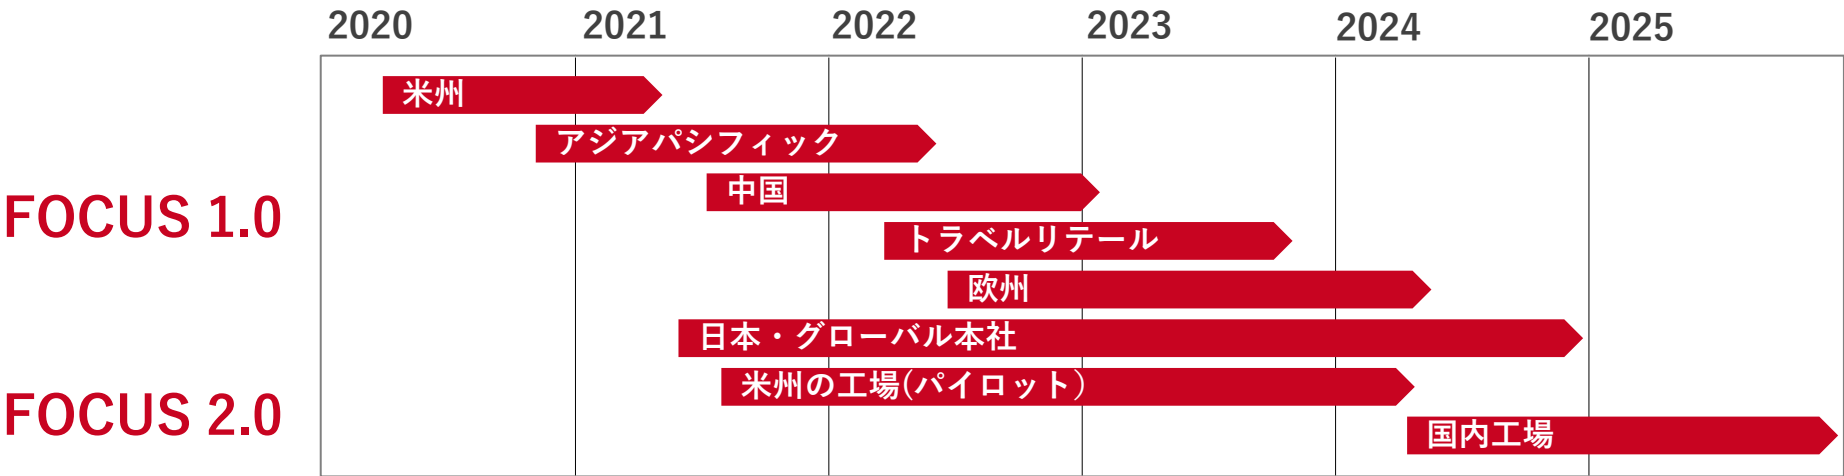 2020 2021 2022 2023 2024 2025
米州
アジアパシフィック
中国
FOCUS 1.0
トラベルリテール
欧州
日本・グローバル本社
米州の工場(パイロット)
FOCUS 2.0
国内工場